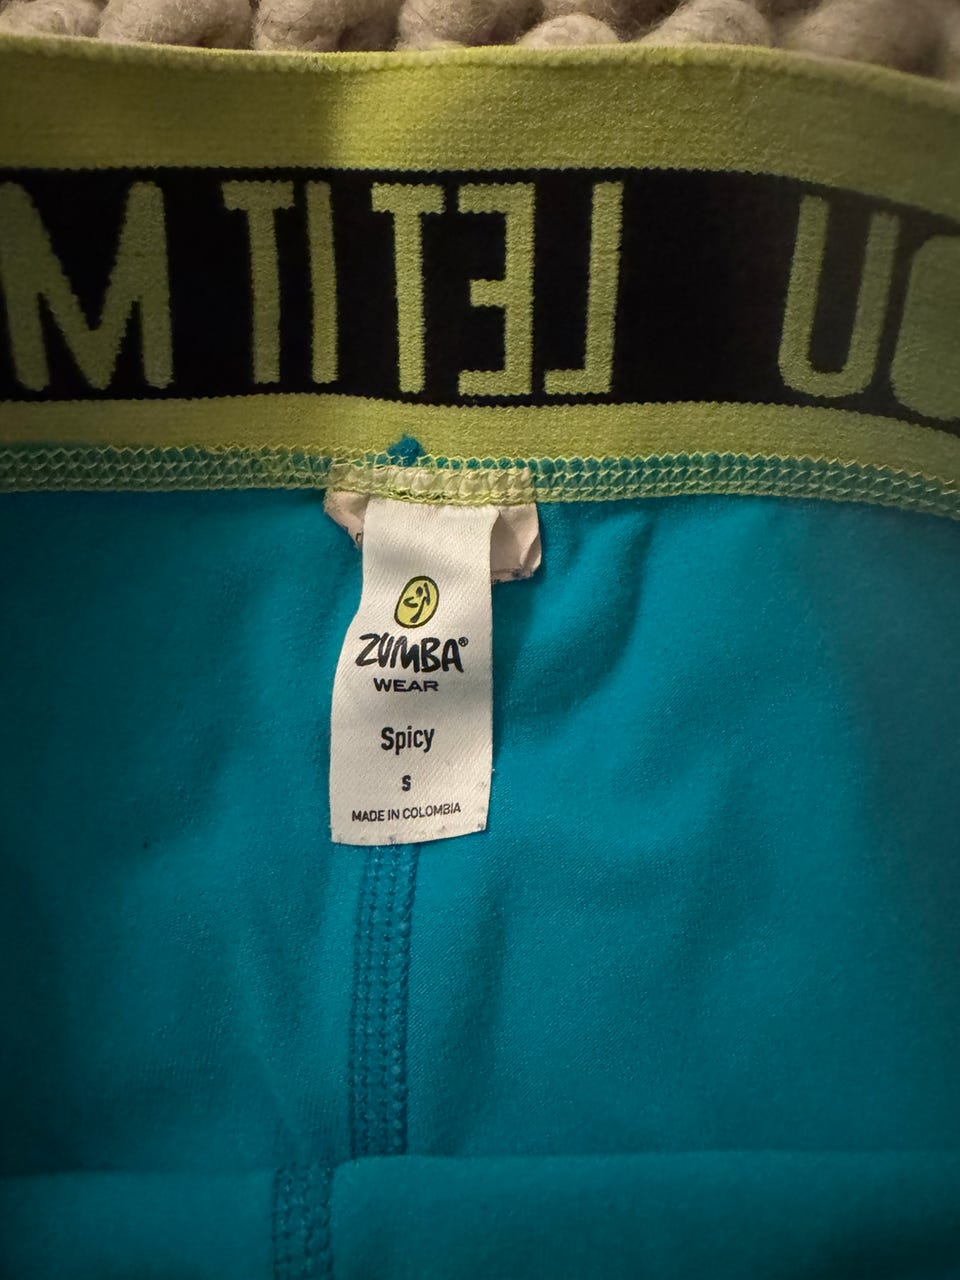 U LET IT M
ZUMBA®
WEAR
Spicy
S
MADE IN COLOMBIA